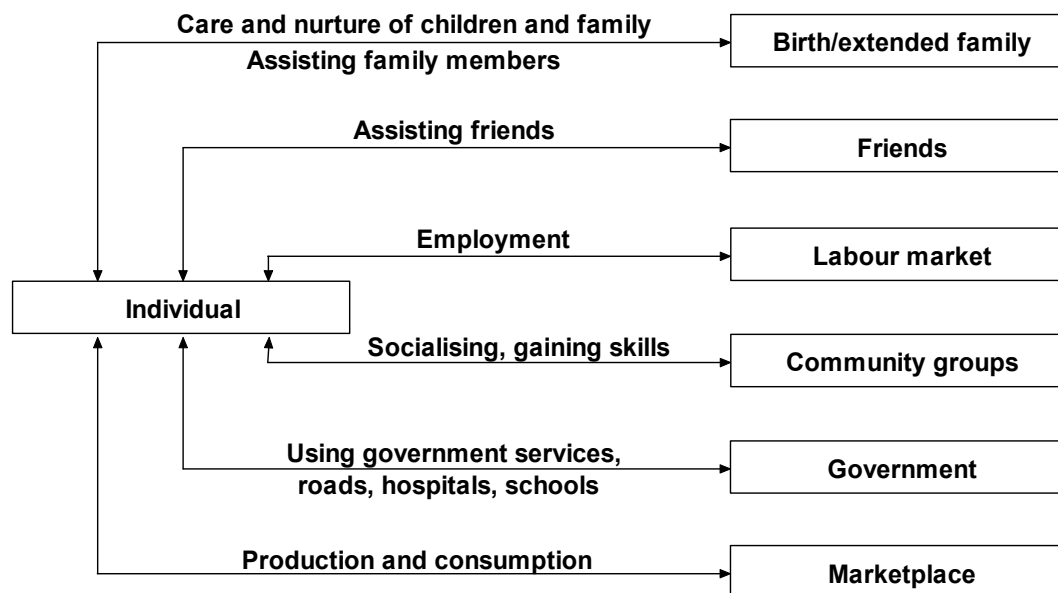 Care and nurture of children and family
Birth/extended family
Assisting family members
Assisting friends
Friends
Employment
Labour market
Individual
Socialising, gaining skills
Community groups
Using government services,
Government
roads, hospitals, schools
Production and consumption
Marketplace